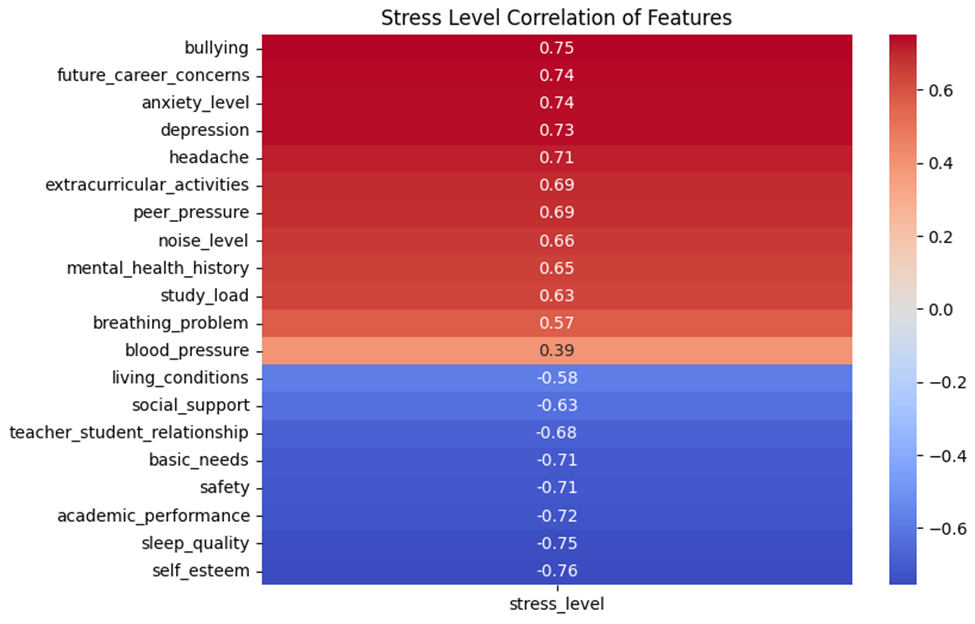 Stress Level Correlation of Features
bullying 0.75
future_career_concerns 0.74
anxiety_level 0.74
depression 0.73
headache 0.71
extracurricular_activities 0.69
peer_pressure 0.69
noise_level 0.66
mental_health_history 0.65
study_load 0.63
breathing_problem 0.57
blood_pressure 0.39
living_conditions -0.58
social_support -0.63
teacher_student_relationship -0.68
basic_needs -0.71
safety -0.71
academic_performance -0.72
sleep_quality -0.75
self_esteem -0.76
stress_level
0.6
0.4
0.2
0.0
−0.2
−0.4
−0.6